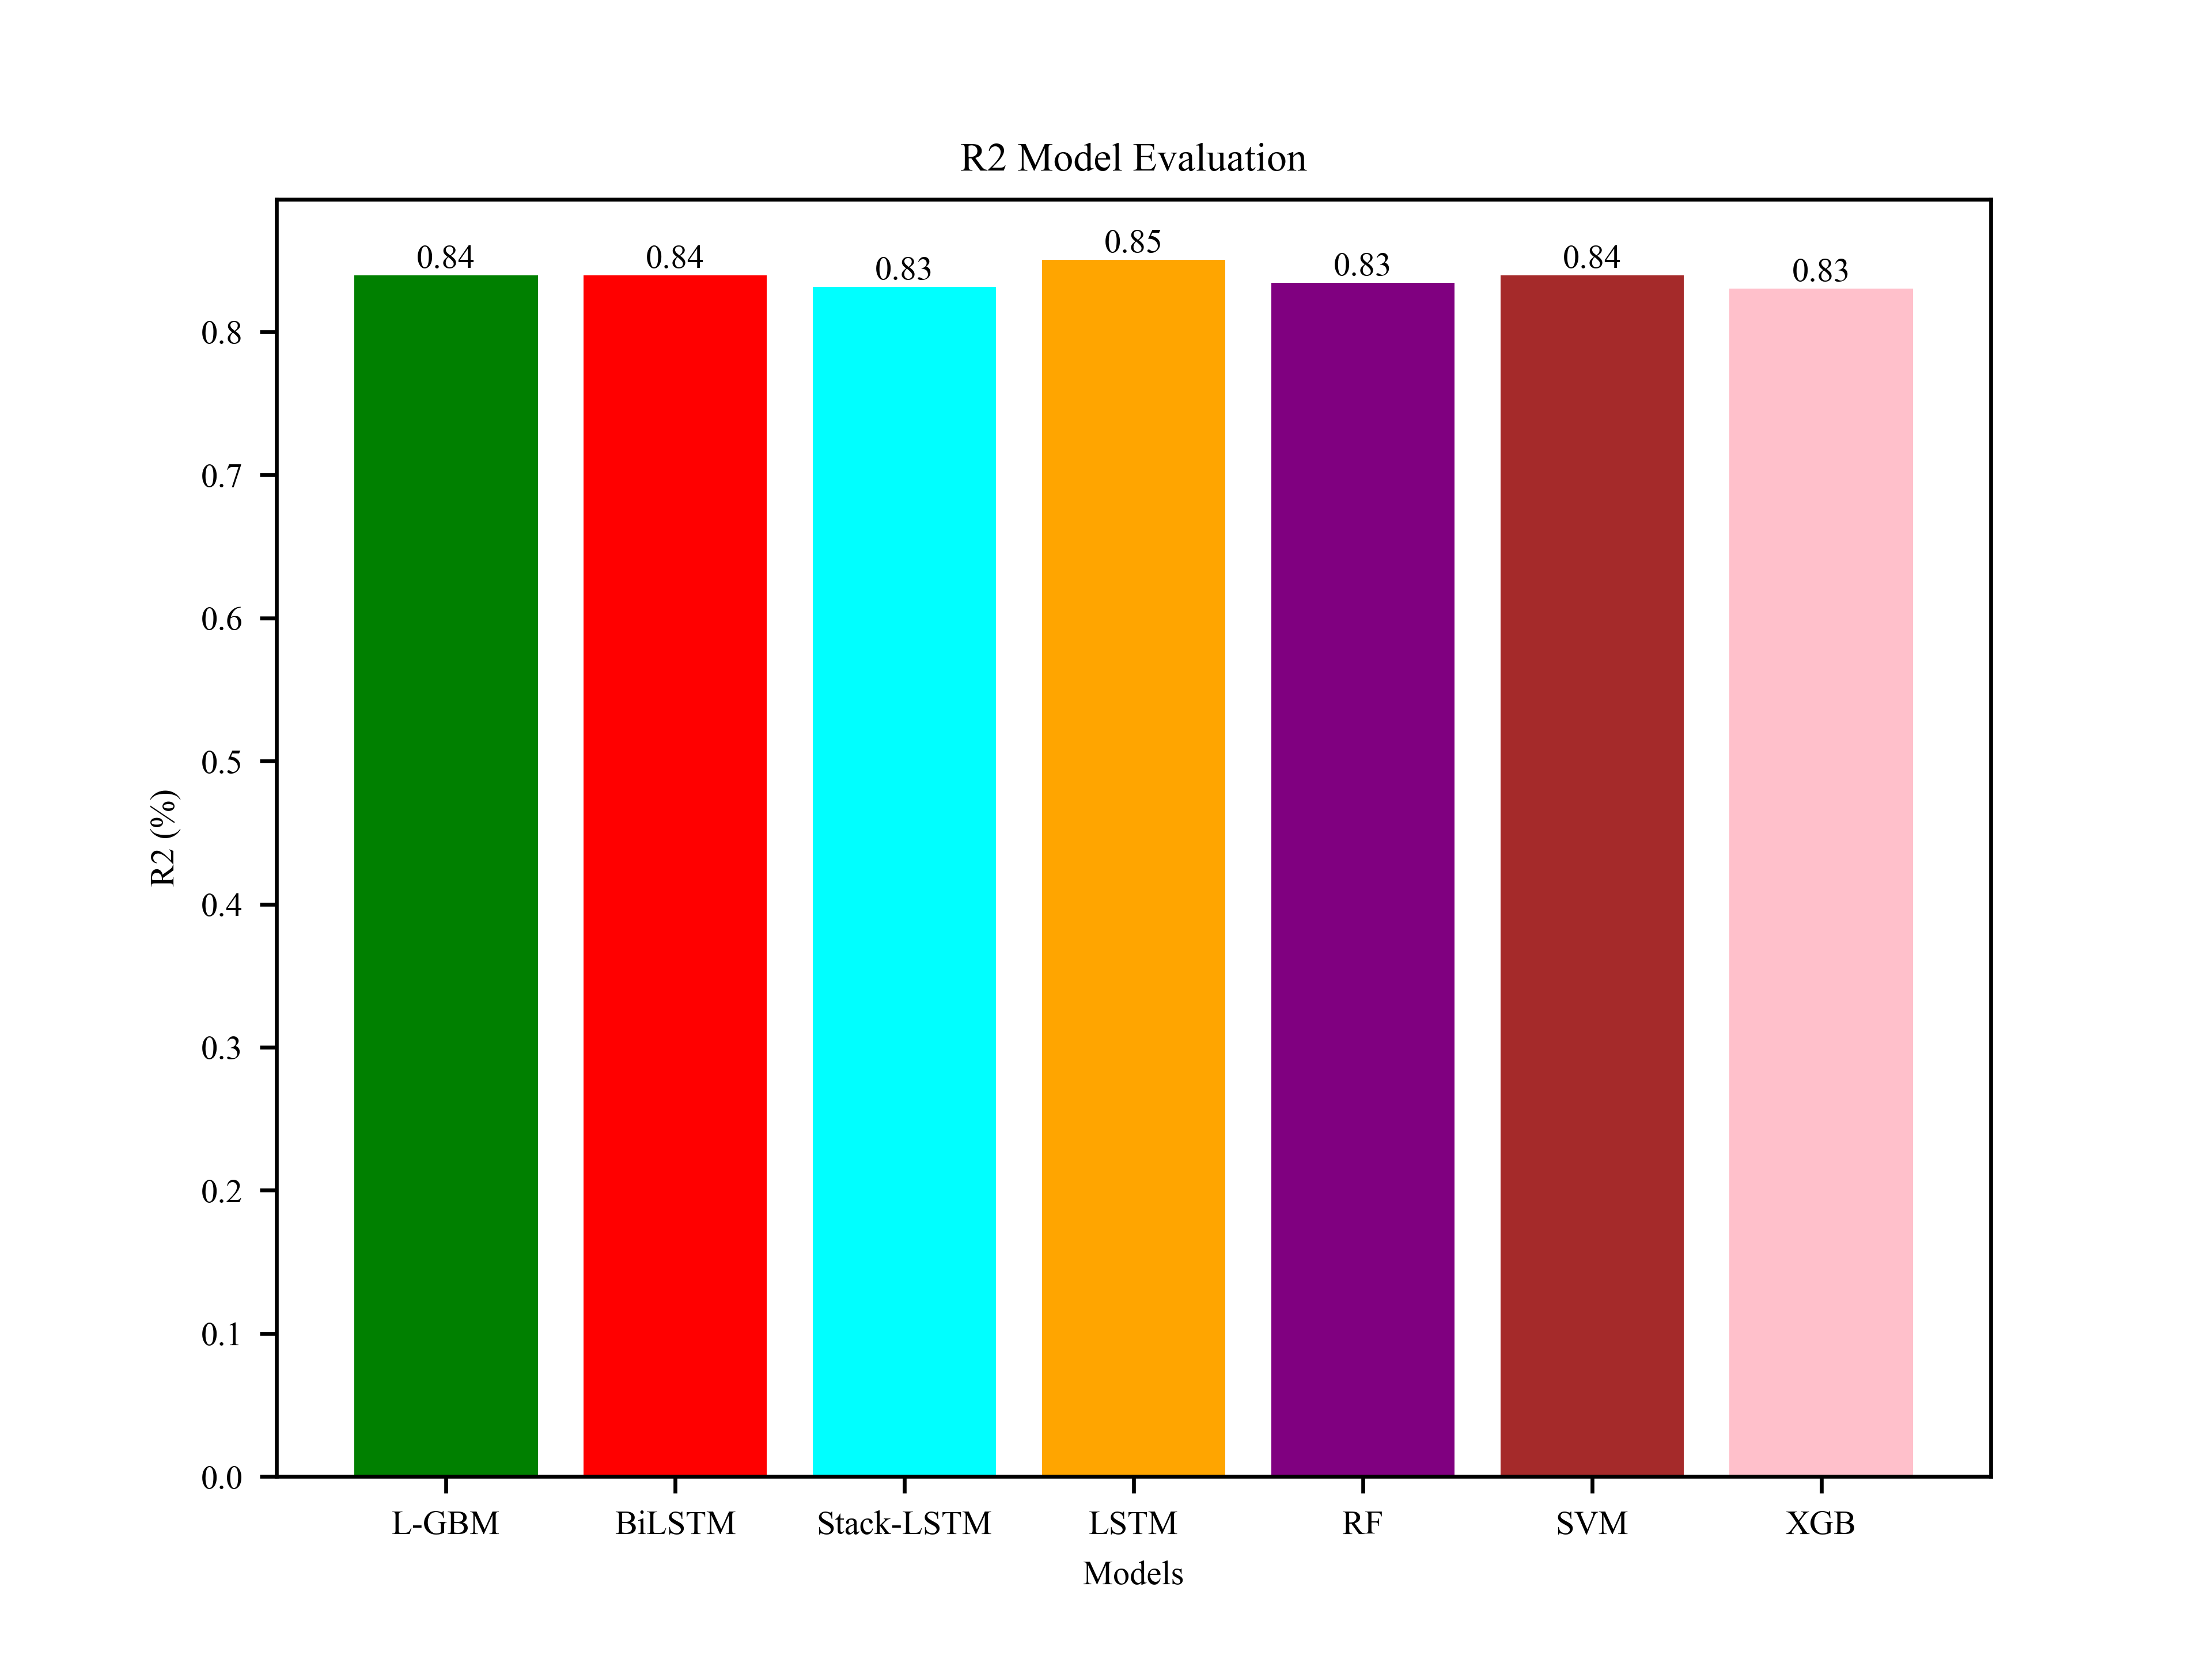 R2 Model Evaluation
0.84
0.84
0.83
0.85
0.83
0.84
0.83
0.8
0.7
0.6
0.5
0.4
0.3
0.2
0.1
0.0
R2 (%)
L-GBM
BiLSTM
Stack-LSTM
LSTM
RF
SVM
XGB
Models